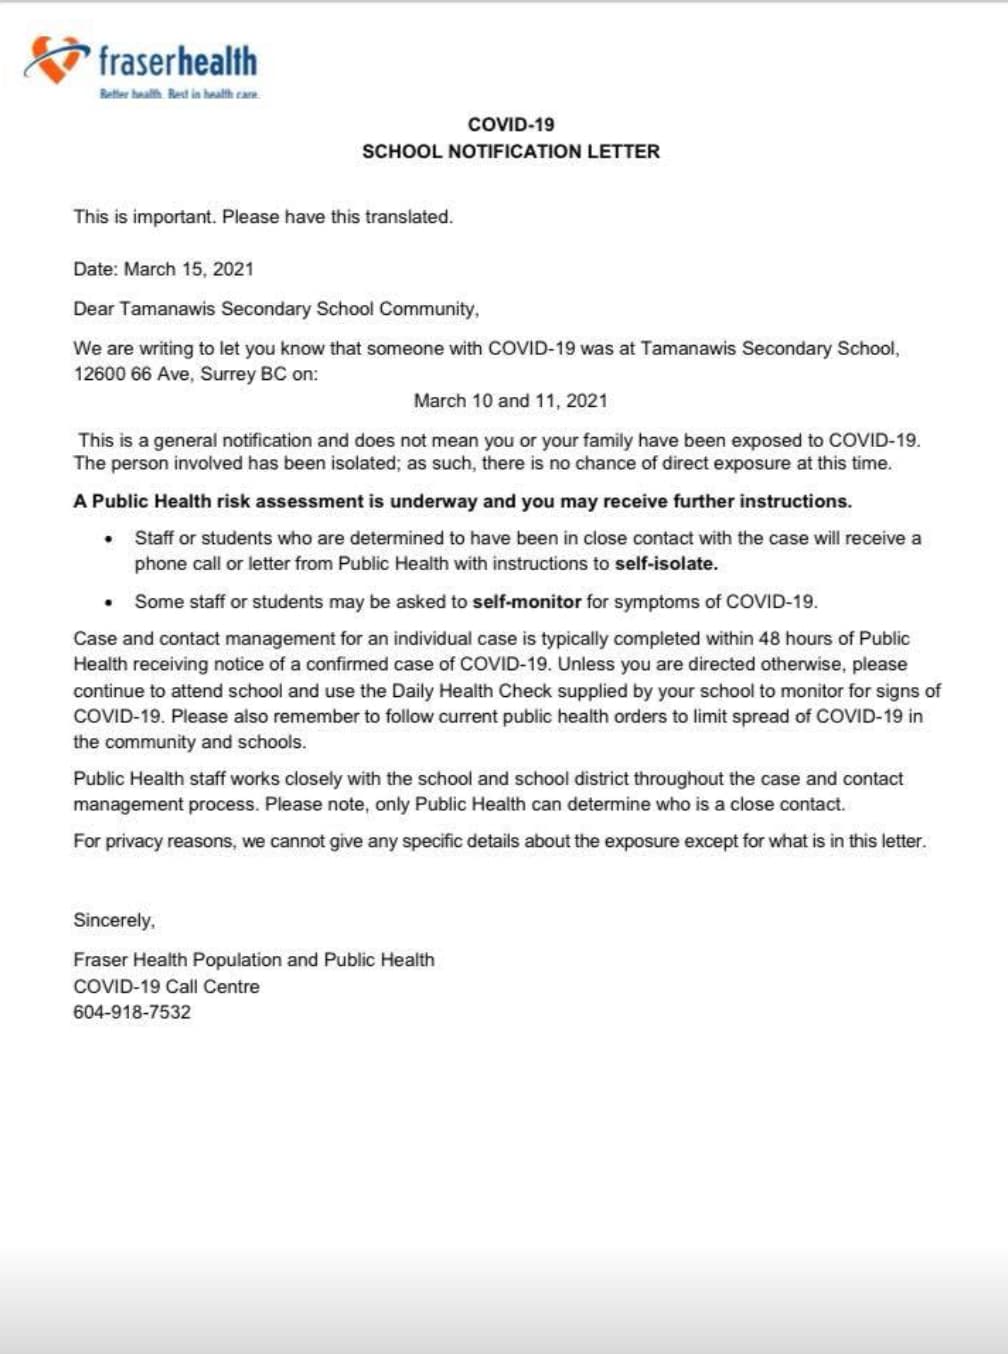 fraserhealth
Better health. Best in health care.
COVID-19
SCHOOL NOTIFICATION LETTER
This is important. Please have this translated.
Date: March 15, 2021
Dear Tamanawis Secondary School Community,
We are writing to let you know that someone with COVID-19 was at Tamanawis Secondary School,
12600 66 Ave, Surrey BC on:
March 10 and 11, 2021
This is a general notification and does not mean you or your family have been exposed to COVID-19.
The person involved has been isolated; as such, there is no chance of direct exposure at this time.
A Public Health risk assessment is underway and you may receive further instructions.
• Staff or students who are determined to have been in close contact with the case will receive a
phone call or letter from Public Health with instructions to self-isolate.
• Some staff or students may be asked to self-monitor for symptoms of COVID-19.
Case and contact management for an individual case is typically completed within 48 hours of Public
Health receiving notice of a confirmed case of COVID-19. Unless you are directed otherwise, please
continue to attend school and use the Daily Health Check supplied by your school to monitor for signs of
COVID-19. Please also remember to follow current public health orders to limit spread of COVID-19 in
the community and schools.
Public Health staff works closely with the school and school district throughout the case and contact
management process. Please note, only Public Health can determine who is a close contact.
For privacy reasons, we cannot give any specific details about the exposure except for what is in this letter.
Sincerely,
Fraser Health Population and Public Health
COVID-19 Call Centre
604-918-7532